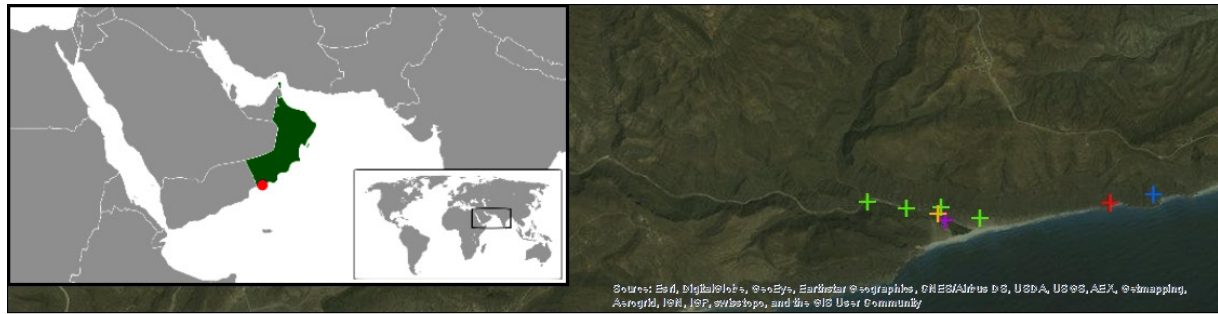 Source: Esri, DigitalGlobe, GeoEye, Earthstar Geographics, CNES/Airbus DS, USDA, USGS, AEX, Getmapping,
Aerogrid, IGN, IGP, swisstopo, and the GIS User Community